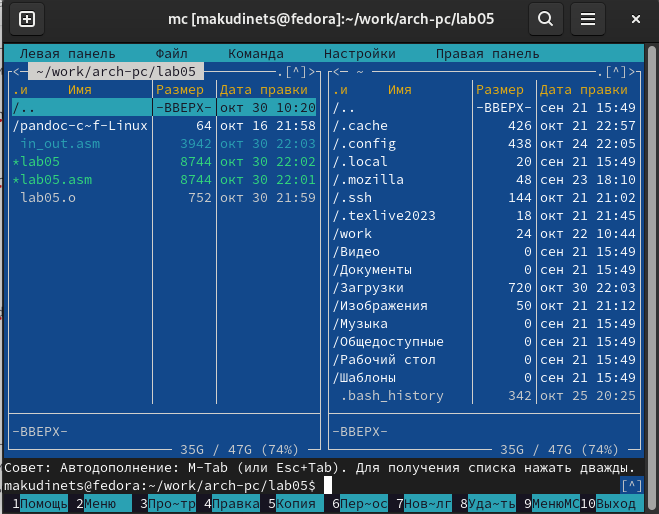 mc [makudinets@fedora]:~/work/arch-pc/lab05
Левая панель Файл Команда Настройки Правая панель
<─ ~/work/arch-pc/lab05 .[^]>
.и Имя Размер Дата правки
/.. -ВВЕРХ- окт 30 10:20
/pandoc-c~f-Linux 64 окт 16 21:58
in_out.asm 3942 окт 30 22:03
*lab05 8744 окт 30 22:02
*lab05.asm 8744 окт 30 22:01
lab05.o 752 окт 30 21:59
-ВВЕРХ-
35G / 47G (74%)
<─ ~ .[^]>
.и Имя Размер Дата правки
/.. -ВВЕРХ- сен 21 15:49
/.cache 426 окт 21 22:57
/.config 438 окт 24 22:05
/.local 20 сен 21 15:49
/.mozilla 48 сен 23 18:10
/.ssh 144 окт 21 21:02
/.texlive2023 18 окт 21 21:45
/work 24 окт 22 10:44
/Видео 0 сен 21 15:49
/Документы 0 сен 21 15:49
/Загрузки 720 окт 30 22:03
/Изображения 50 окт 21 21:12
/Музыка 0 сен 21 15:49
/Общедоступные 0 сен 21 15:49
/Рабочий стол 0 сен 21 15:49
/Шаблоны 0 сен 21 15:49
.bash_history 342 окт 25 20:25
-ВВЕРХ-
35G / 47G (74%)
Совет: Автодополнение: M-Tab (или Esc+Tab). Для получения списка нажать дважды.
makudinets@fedora:~/work/arch-pc/lab05$ [^]
1Помощь 2Меню 3Про~тр 4Правка 5Копия 6Пер~ос 7Нов~лг 8Уда~ть 9МенюMC 10Выход